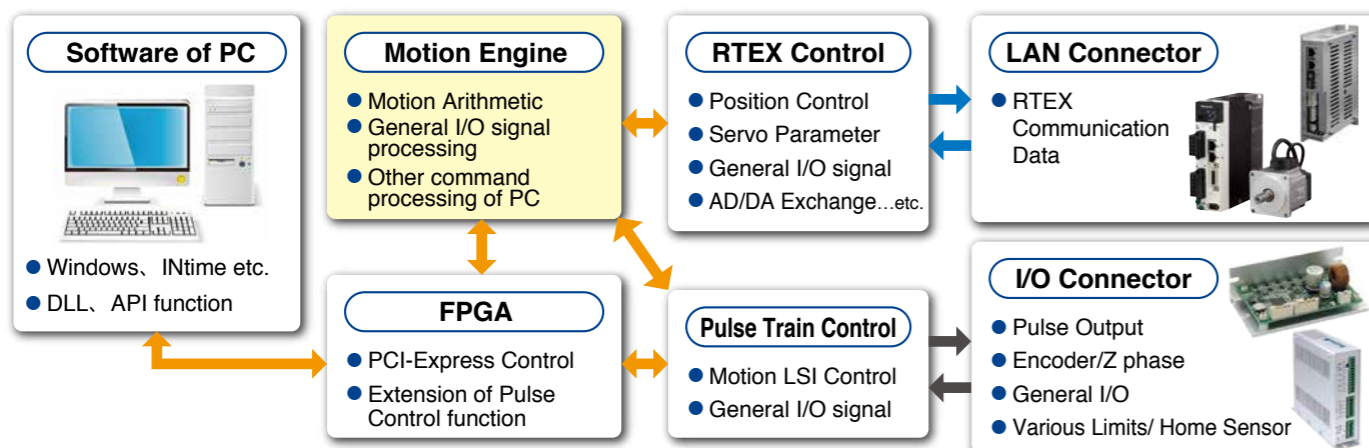 Software of PC
Windows、INtime etc.
DLL、API function
Motion Engine
Motion Arithmetic
General I/O signal
processing
Other command
processing of PC
RTEX Control
Position Control
Servo Parameter
General I/O signal
AD/DA Exchange...etc.
LAN Connector
RTEX
Communication
Data
FPGA
PCI-Express Control
Extension of Pulse
Control function
Pulse Train Control
Motion LSI Control
General I/O signal
I/O Connector
Pulse Output
Encoder/Z phase
General I/O
Various Limits/ Home Sensor